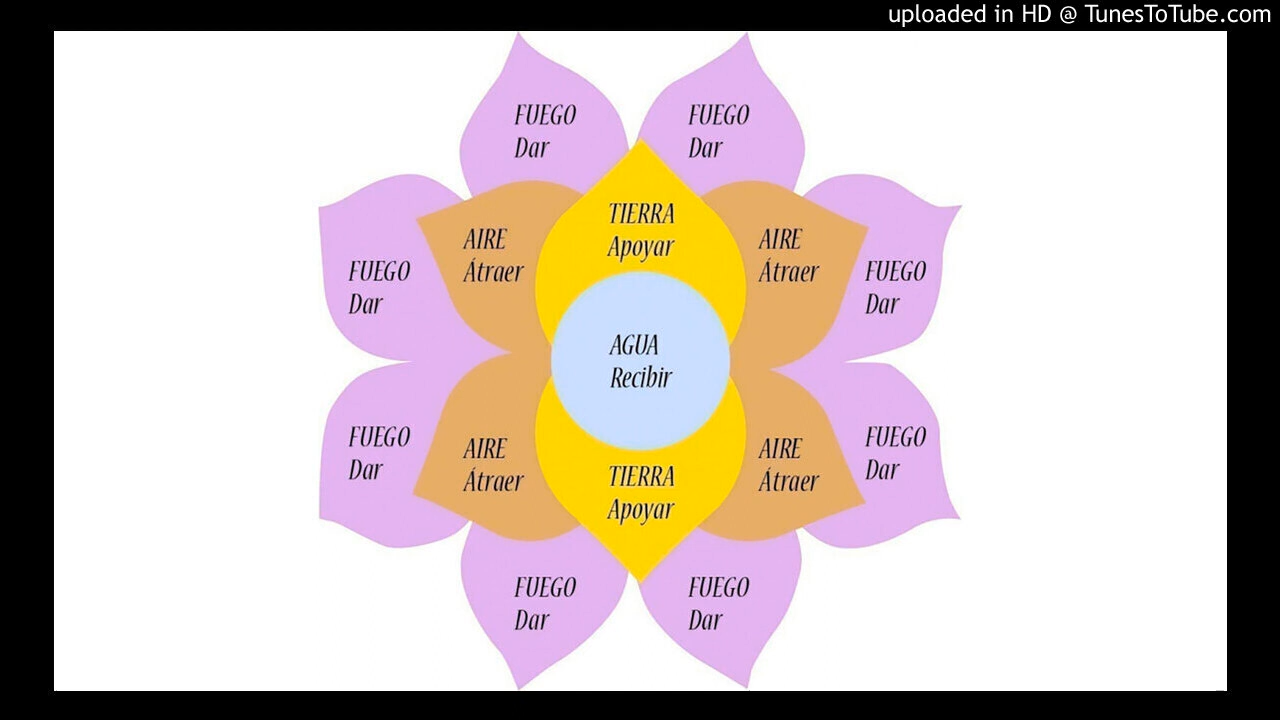 uploaded in HD @ TunesToTube.com
FUEGO
Dar
FUEGO
Dar
TIERRA
Apoyar
AIRE
Átraer
AIRE
Átraer
FUEGO
Dar
FUEGO
Dar
AGUA
Recibir
FUEGO
Dar
AIRE
Átraer
AIRE
Átraer
FUEGO
Dar
TIERRA
Apoyar
FUEGO
Dar
FUEGO
Dar